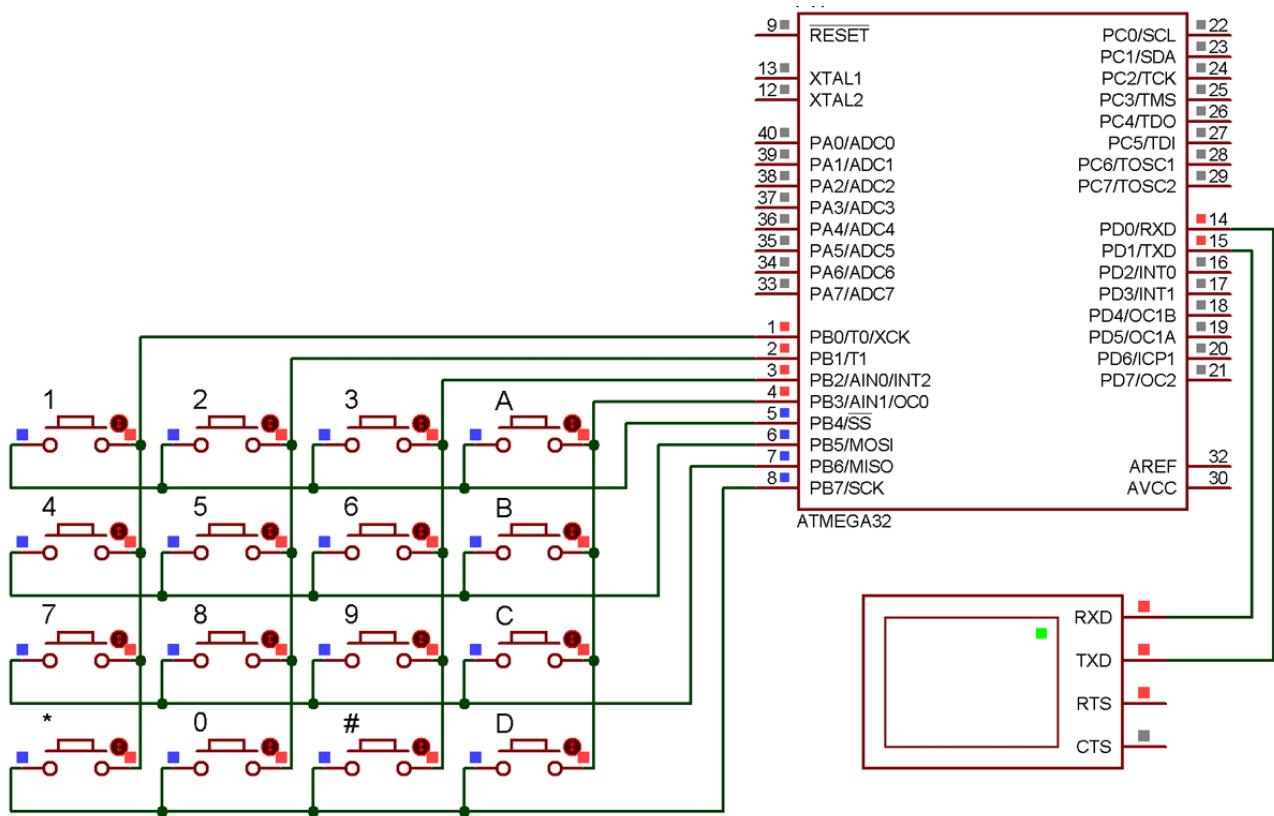 9 RESET PC0/SCL 22
PC1/SDA 23
13 XTAL1 PC2/TCK 24
12 XTAL2 PC3/TMS 25
PC4/TDO 26
40 PA0/ADC0 PC5/TDI 27
39 PA1/ADC1 PC6/TOSC1 28
38 PA2/ADC2 PC7/TOSC2 29
37 PA3/ADC3
36 PA4/ADC4 PD0/RXD 14
35 PA5/ADC5 PD1/TXD 15
34 PA6/ADC6 PD2/INT0 16
33 PA7/ADC7 PD3/INT1 17
PD4/OC1B 18
1 PB0/T0/XCK PD5/OC1A 19
2 PB1/T1 PD6/ICP1 20
3 PB2/AIN0/INT2 PD7/OC2 21
4 PB3/AIN1/OC0
5 PB4/SS
6 PB5/MOSI
7 PB6/MISO AREF 32
8 PB7/SCK AVCC 30
ATMEGA32
1 2 3 A
4 5 6 B
7 8 9 C
* 0 # D
RXD
TXD
RTS
CTS